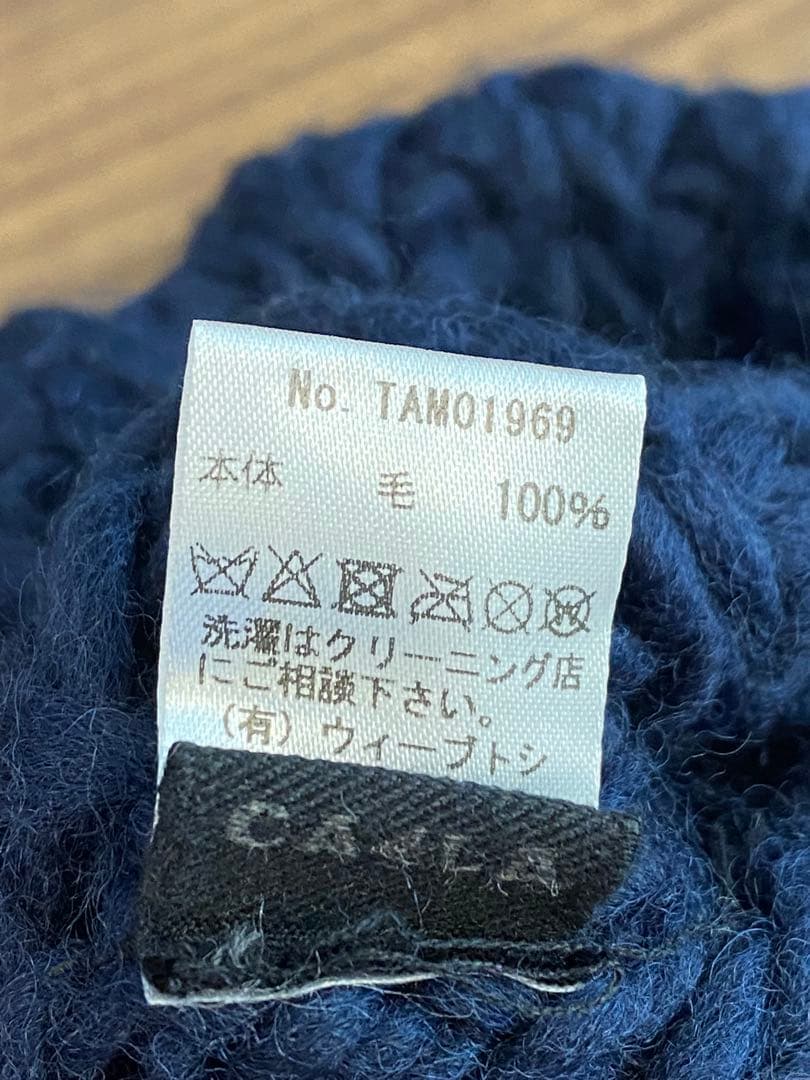 No. TAM01969
本体 毛 100%
洗濯はクリーニング店
にご相談下さい。
(有) ウィーブトシ
CA4LA